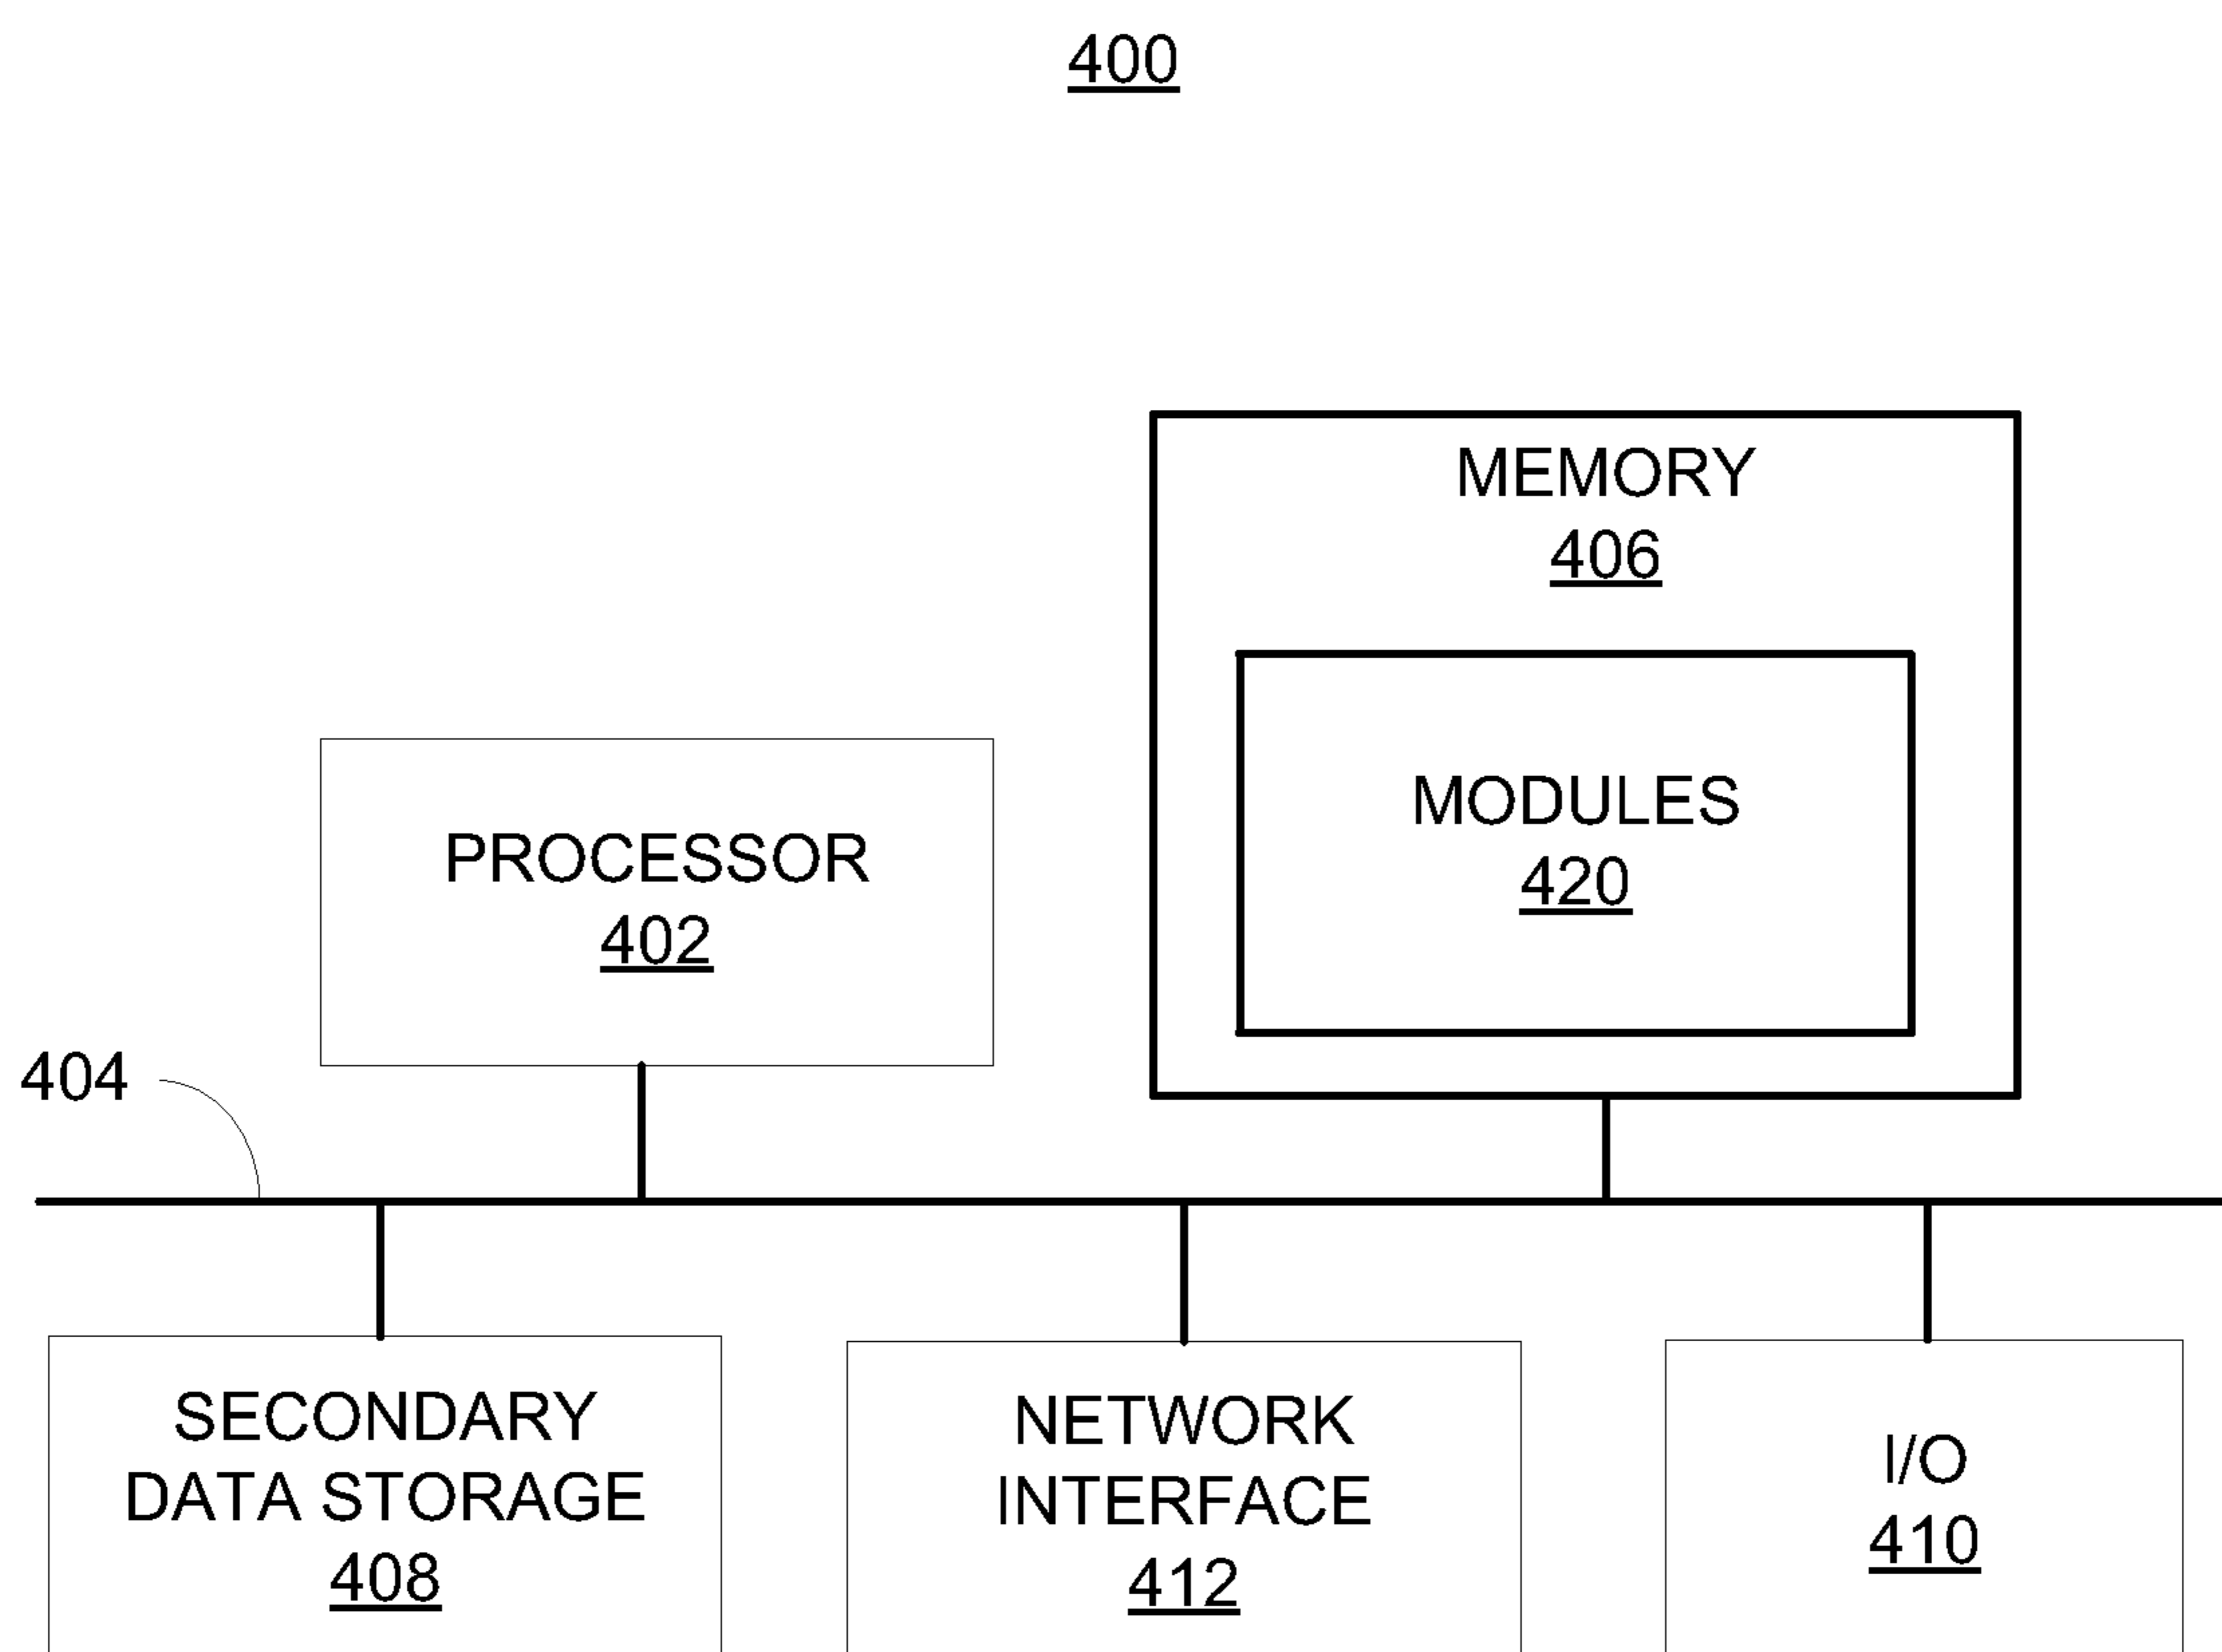 400
MEMORY
406
MODULES
420
PROCESSOR
402
404
SECONDARY
DATA STORAGE
408
NETWORK
INTERFACE
412
I/O
410